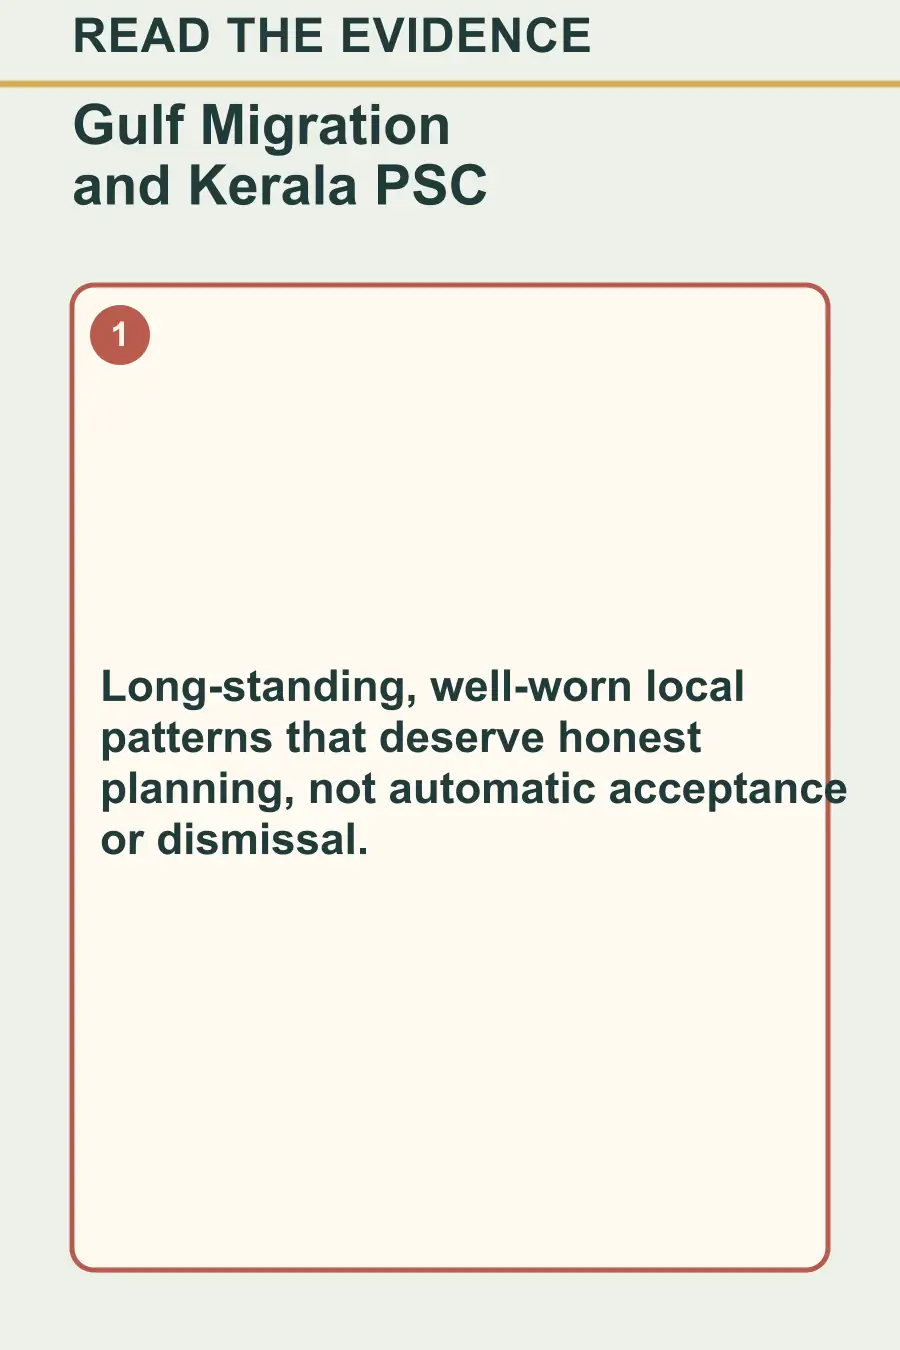 READ THE EVIDENCE
Gulf Migration
and Kerala PSC
1
Long-standing, well-worn local
patterns that deserve honest
planning, not automatic acceptance
or dismissal.